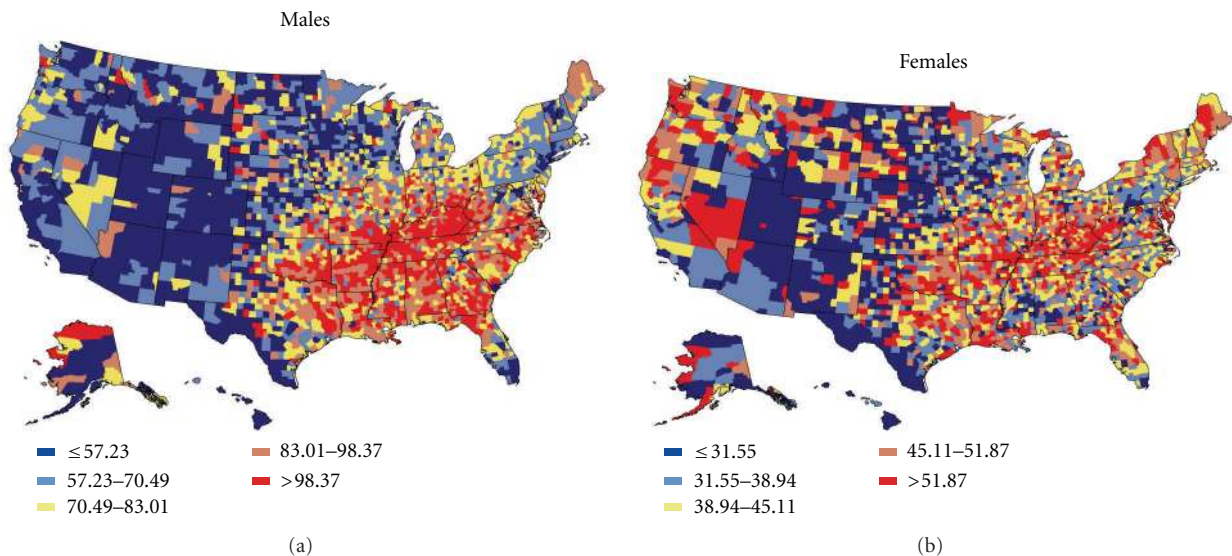 Males
≤57.23
57.23–70.49
70.49–83.01
83.01–98.37
>98.37
(a)
Females
≤31.55
31.55–38.94
38.94–45.11
45.11–51.87
>51.87
(b)